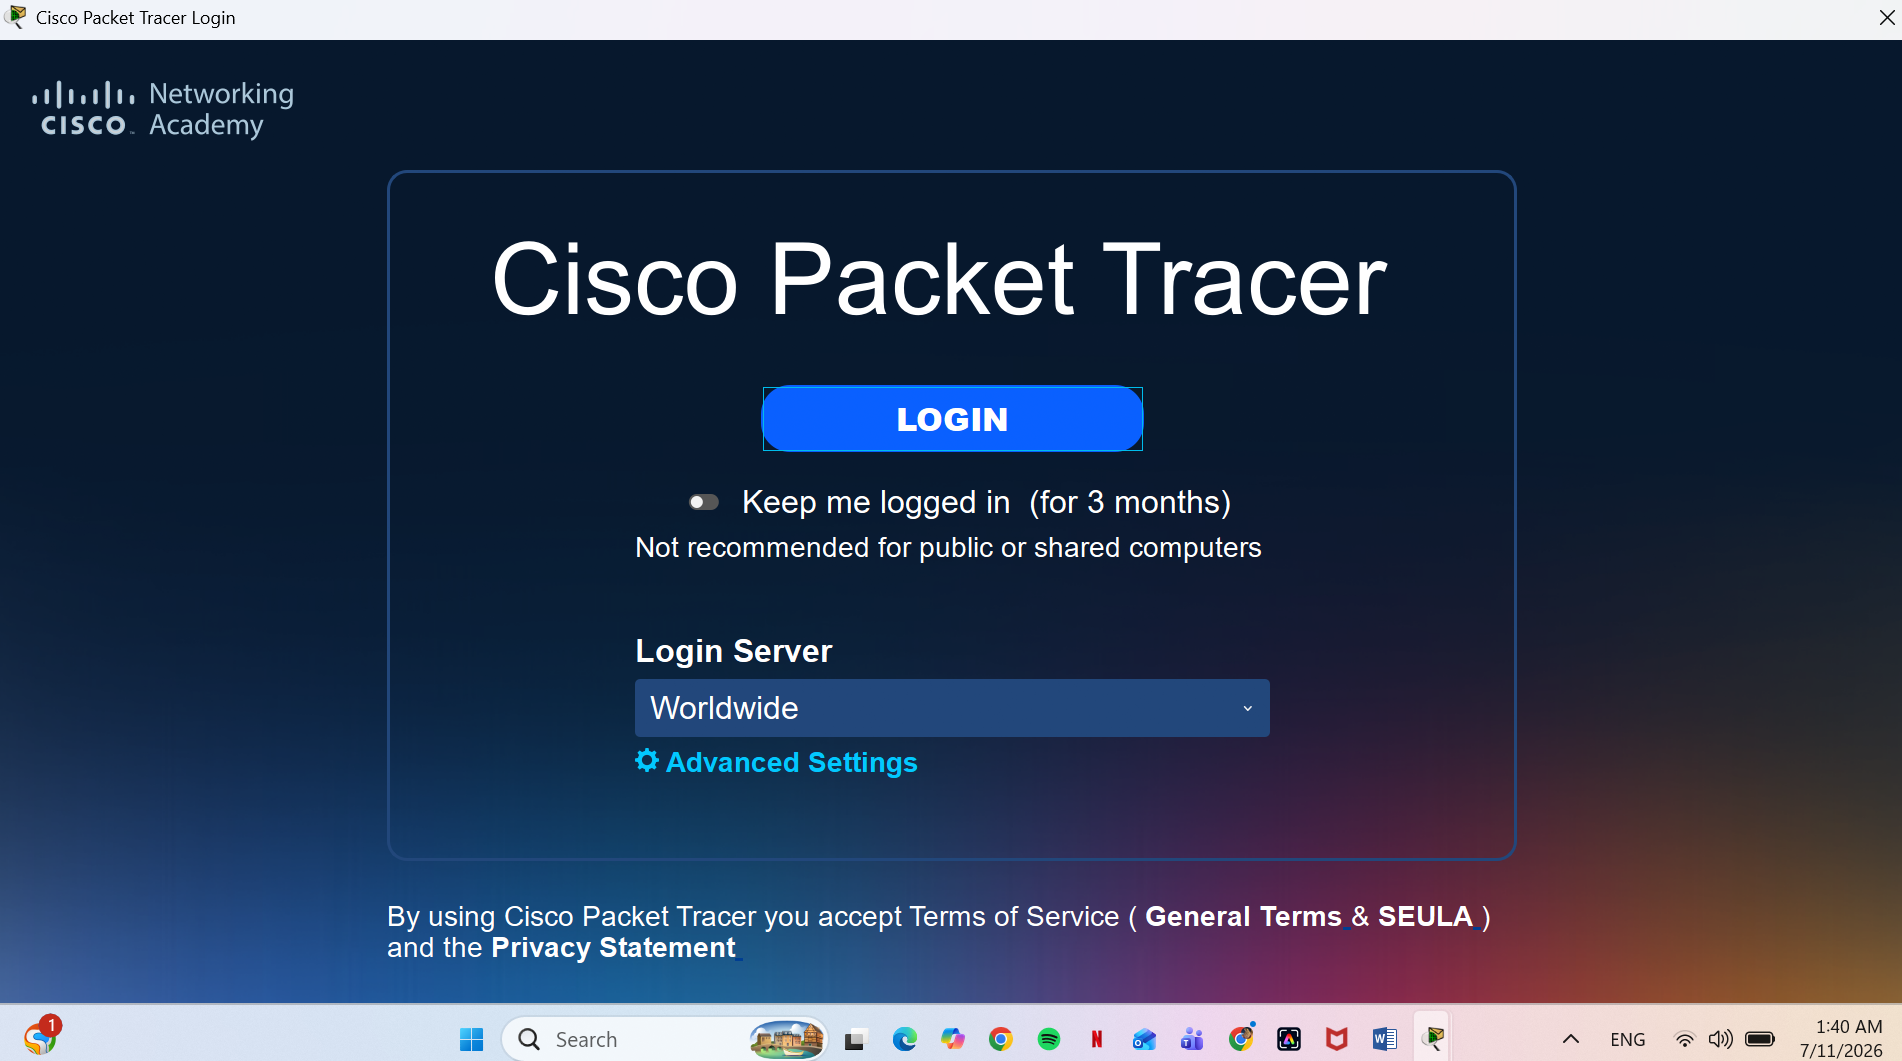 Cisco Packet Tracer Login
Networking
CISCO Academy
Cisco Packet Tracer
LOGIN
Keep me logged in (for 3 months)
Not recommended for public or shared computers
Login Server
Worldwide
Advanced Settings
By using Cisco Packet Tracer you accept Terms of Service ( General Terms & SEULA )
and the Privacy Statement
1
Search
N
W
ENG
1:40 AM
7/11/2026